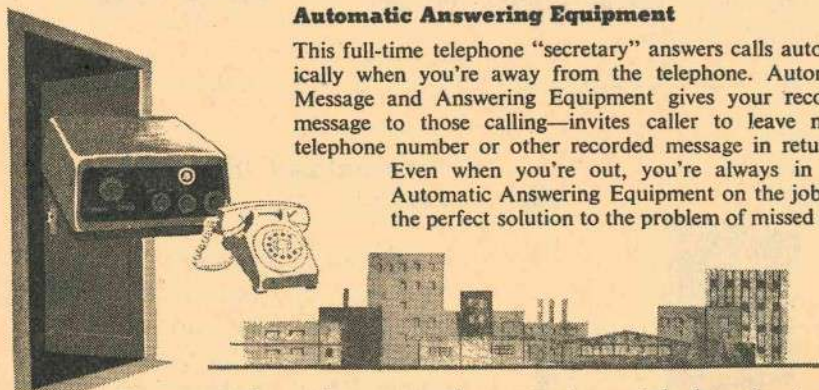 Automatic Answering Equipment
This full-time telephone “secretary” answers calls auto
ically when you’re away from the telephone. Auto
Message and Answering Equipment gives your reco
message to those calling—invites caller to leave
telephone number or other recorded message in retu
Even when you’re out, you’re always in
Automatic Answering Equipment on the job
the perfect solution to the problem of missed